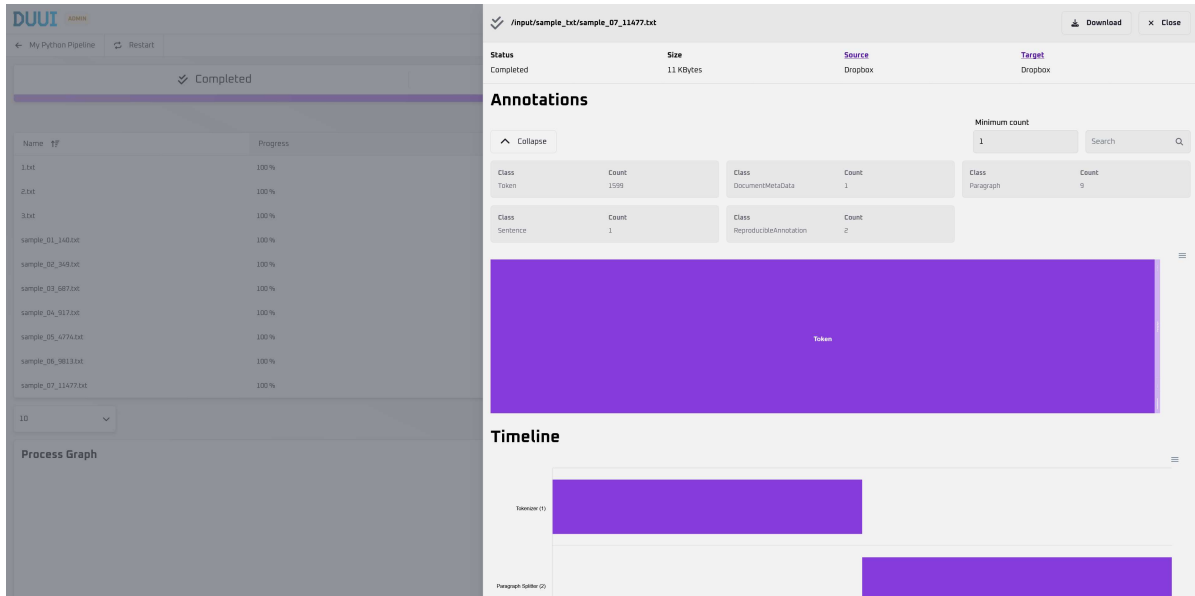 DUUI ADMIN
My Python Pipeline Restart
Completed
Name Progress
1.txt 100 %
2.txt 100 %
3.txt 100 %
sample_01_140.txt 100 %
sample_02_349.txt 100 %
sample_03_687.txt 100 %
sample_04_917.txt 100 %
sample_05_4774.txt 100 %
sample_06_9813.txt 100 %
sample_07_11477.txt 100 %
10
Process Graph
/input/sample_txt/sample_07_11477.txt Download Close
Status Size Source Target
Completed 11 KBytes Dropbox Dropbox
Annotations
Minimum count
Collapse 1 Search
Class Count Class Count Class Count
Token 1599 DocumentMetaData 1 Paragraph 9
Class Count Class Count
Sentence 1 ReproducibleAnnotation 2
Token
Timeline
Tokenizer (1)
Paragraph Splitter (2)